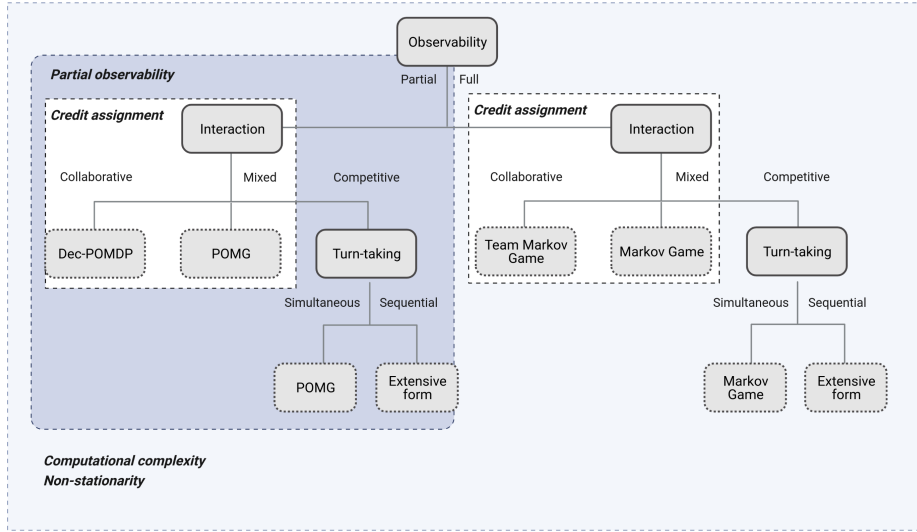 Observability
Partial Full
Partial observability
Credit assignment
Interaction
Collaborative Mixed Competitive
Dec-POMDP
POMG
Turn-taking
Simultaneous Sequential
POMG
Extensive
form
Credit assignment
Interaction
Collaborative Mixed Competitive
Team Markov
Game
Markov Game
Turn-taking
Simultaneous Sequential
Markov
Game
Extensive
form
Computational complexity
Non-stationarity